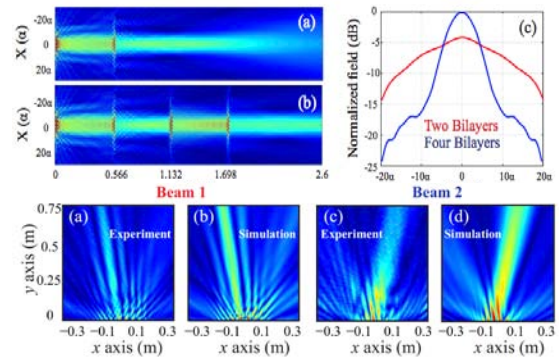 (a)
X (α)
-20α
0
20α
(b)
X (α)
-20α
0
20α
0
0.566
1.132
1.698
2.6
(c)
Normalized field (dB)
0
-5
-10
-15
-20
-25
Two Bilayers
Four Bilayers
-20α
-10α
0
10α
20α
Beam 1
Beam 2
y axis (m)
0.75
0.5
0.25
0
(a)
Experiment
(b)
Simulation
(c)
Experiment
(d)
Simulation
−0.3
−0.1
0.1
0.3
−0.3
−0.1
0.1
0.3
−0.3
−0.1
0.1
0.3
−0.3
−0.1
0.1
0.3
x axis (m)
x axis (m)
x axis (m)
x axis (m)